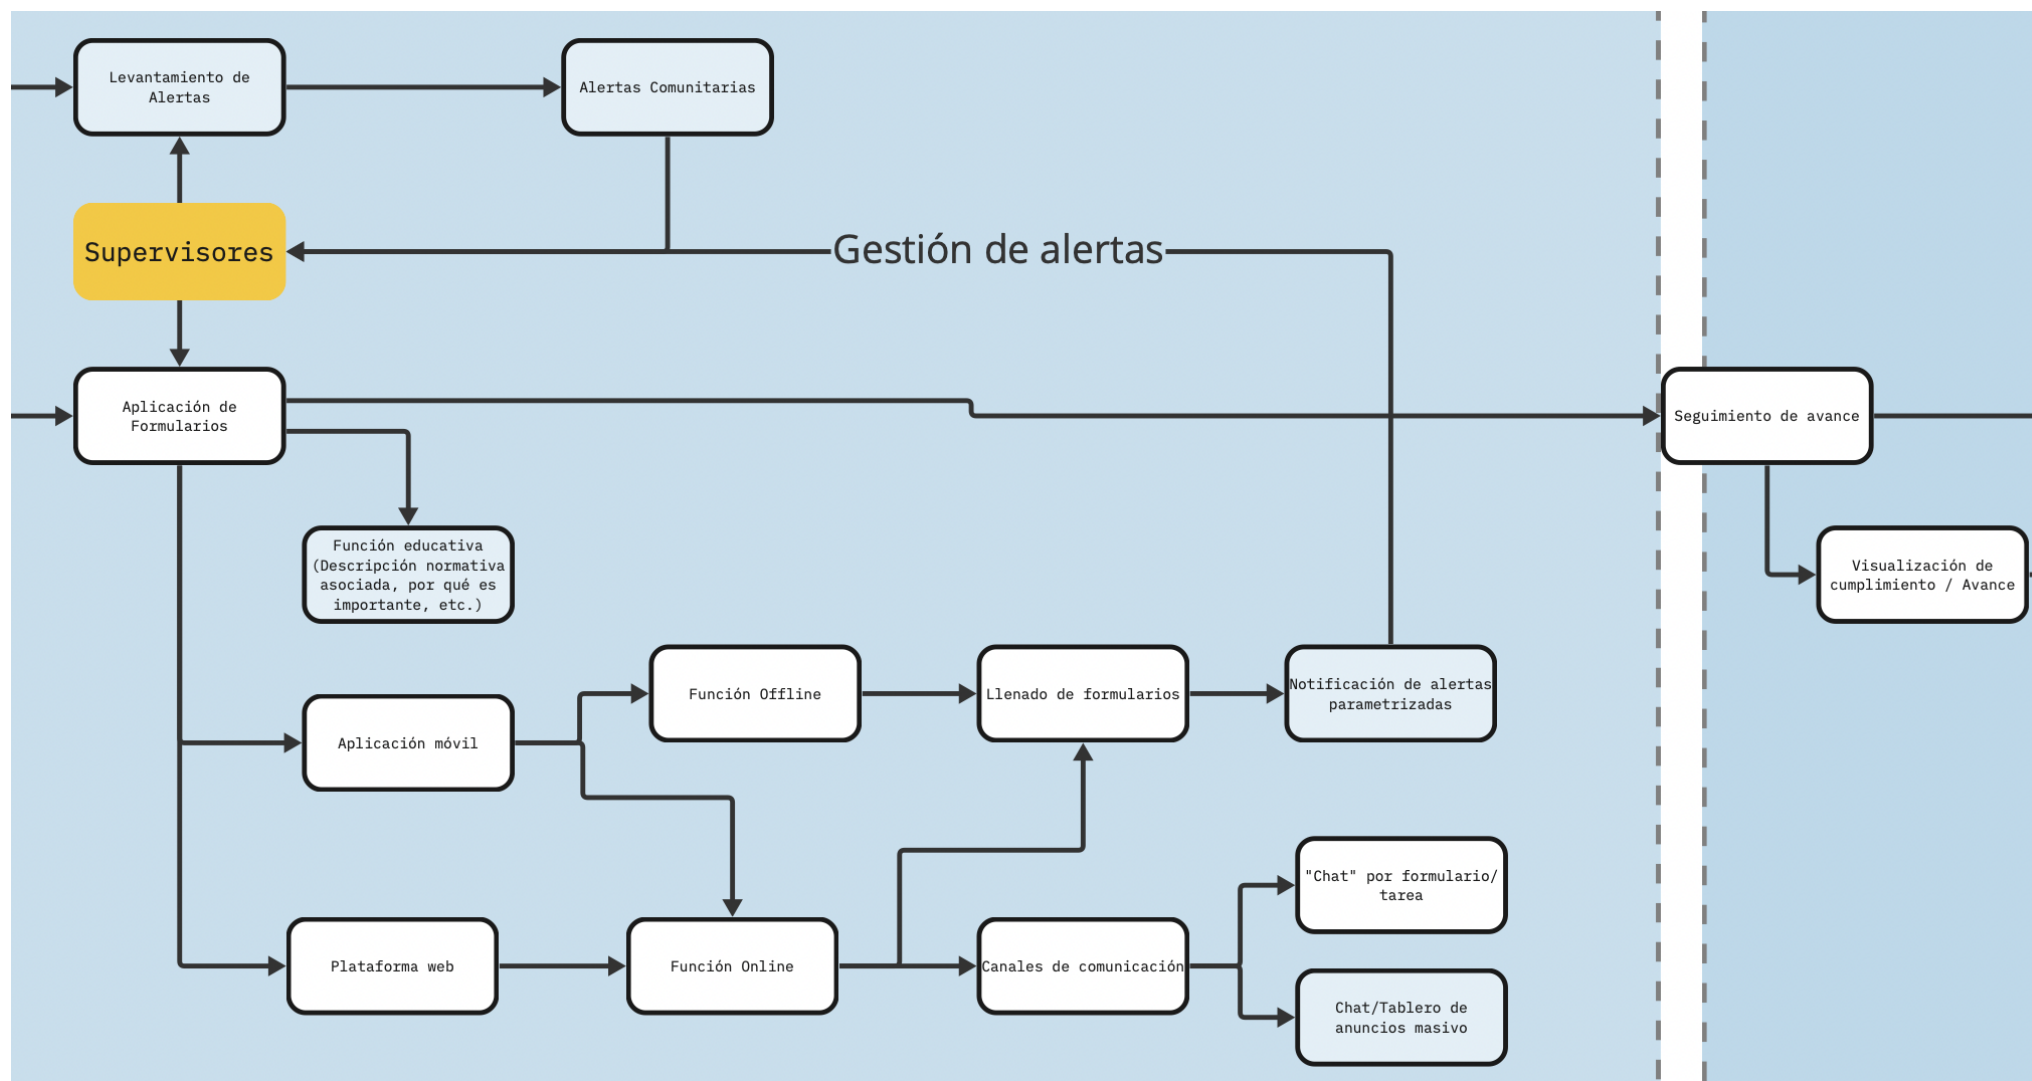 Levantamiento de
Alertas
Alertas Comunitarias
Supervisores
Gestión de alertas
Aplicación de
Formularios
Seguimiento de avance
Función educativa
(Descripción normativa
asociada, por qué es
importante, etc.)
Visualización de
cumplimiento / Avance
Función Offline
Llenado de formularios
Notificación de alertas
parametrizadas
Aplicación móvil
"Chat" por formulario/
tarea
Plataforma web
Función Online
Canales de comunicación
Chat/Tablero de
anuncios masivo